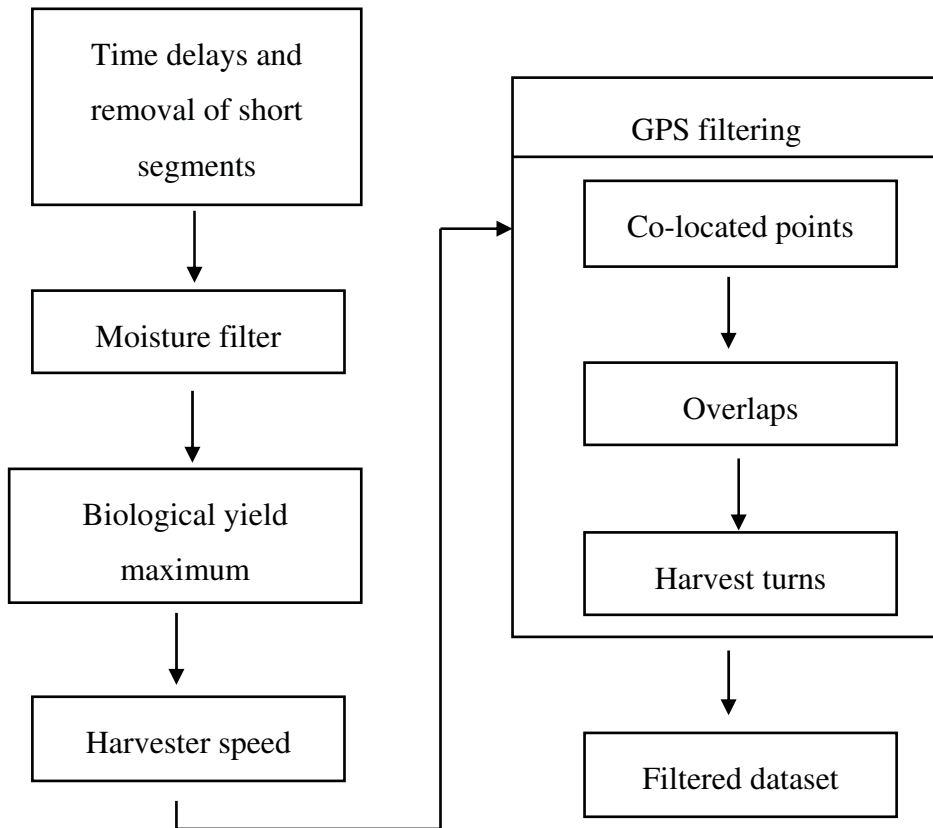 Time delays and
removal of short
segments
Moisture filter
Biological yield
maximum
Harvester speed
GPS filtering
Co-located points
Overlaps
Harvest turns
Filtered dataset